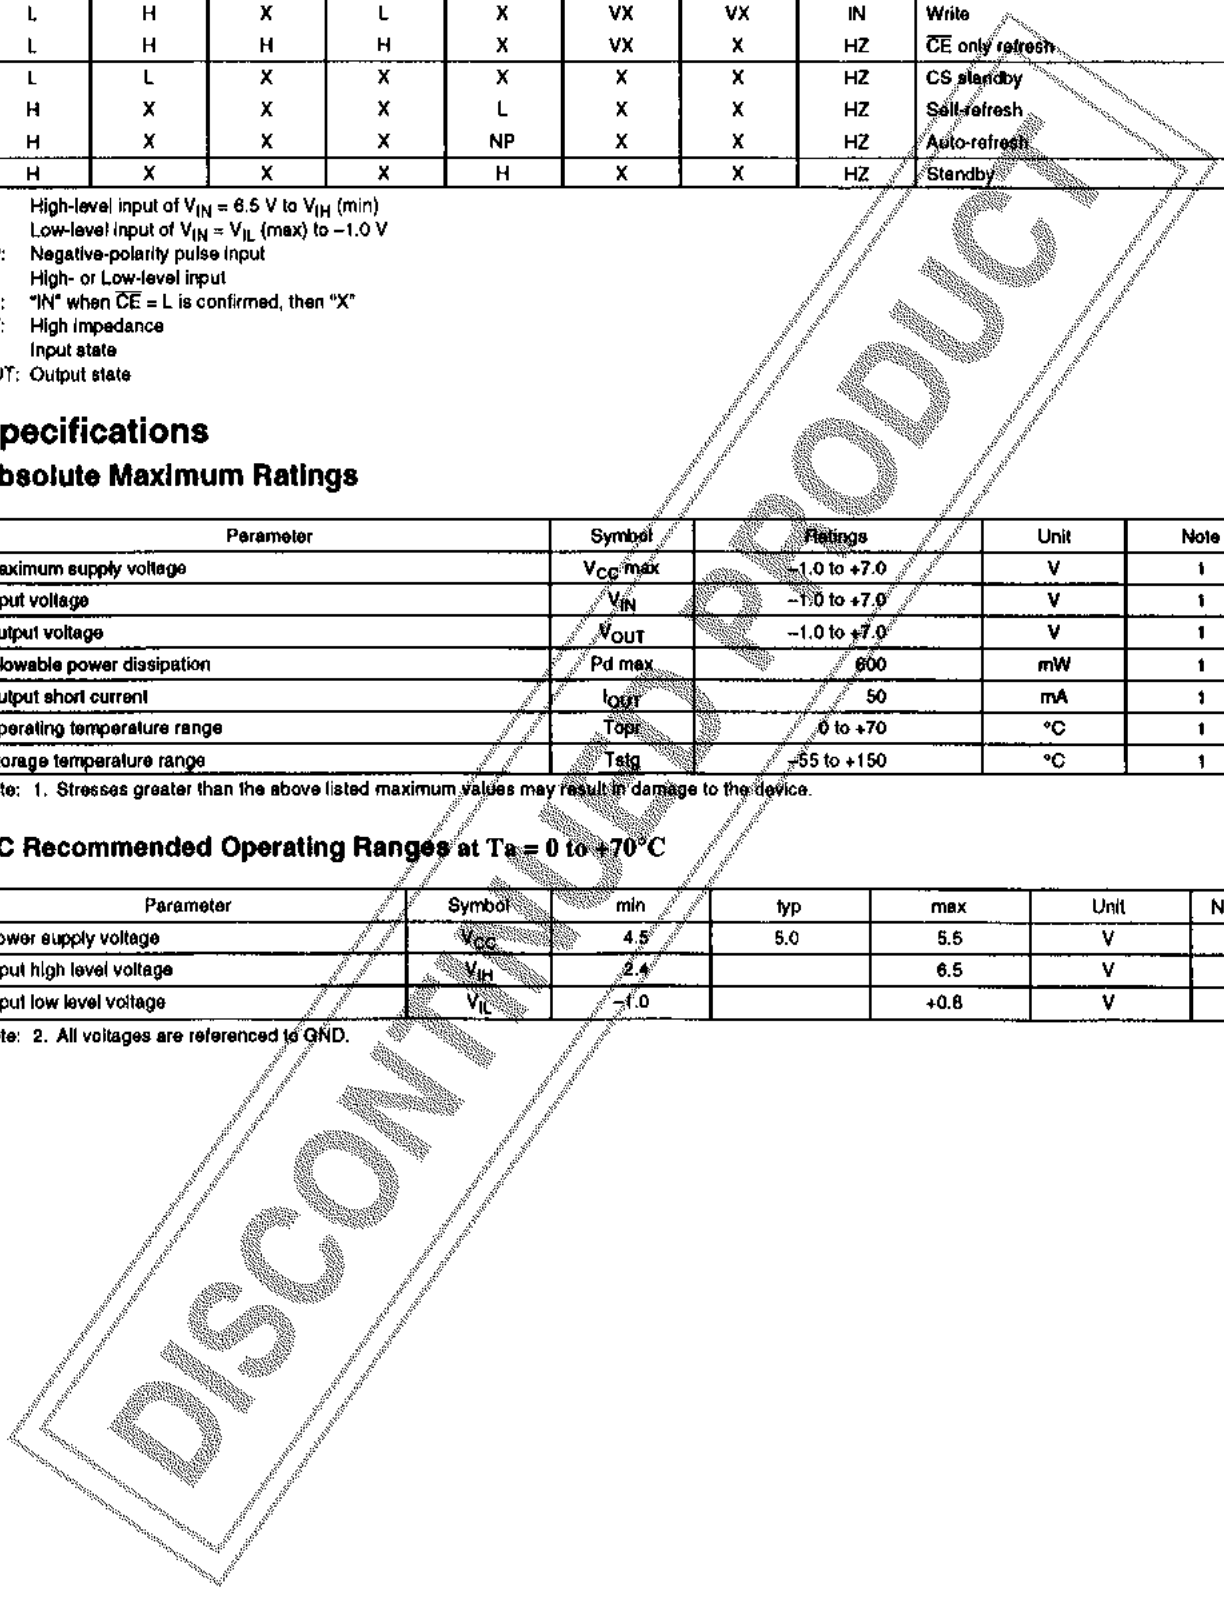 L H X L X VX VX IN Write
L H H H X VX X HZ CE only refresh
L L X X X X X HZ CS standby
H X X X L X X HZ Self-refresh
H X X X NP X X HZ Auto-refresh
H X X X H X X HZ Standby
High-level input of VIN = 6.5 V to VIH (min)
Low-level input of VIN = VIL (max) to –1.0 V
: Negative-polarity pulse input
High- or Low-level input
: "IN" when CE = L is confirmed, then "X"
: High impedance
Input state
UT: Output state
pecifications
bsolute Maximum Ratings
Parameter Symbol Ratings Unit Note
aximum supply voltage VCC max –1.0 to +7.0 V 1
put voltage VIN –1.0 to +7.0 V 1
utput voltage VOUT –1.0 to +7.0 V 1
lowable power dissipation Pd max 600 mW 1
utput short current IOUT 50 mA 1
perating temperature range Topr 0 to +70 °C 1
orage temperature range Tstg –55 to +150 °C 1
te: 1. Stresses greater than the above listed maximum values may result in damage to the device.
C Recommended Operating Ranges at Ta = 0 to +70°C
Parameter Symbol min typ max Unit N
ower supply voltage VCC 4.5 5.0 5.5 V
put high level voltage VIH 2.4 6.5 V
put low level voltage VIL –1.0 +0.8 V
te: 2. All voltages are referenced to GND.
DISCONTINUED PRODUCT